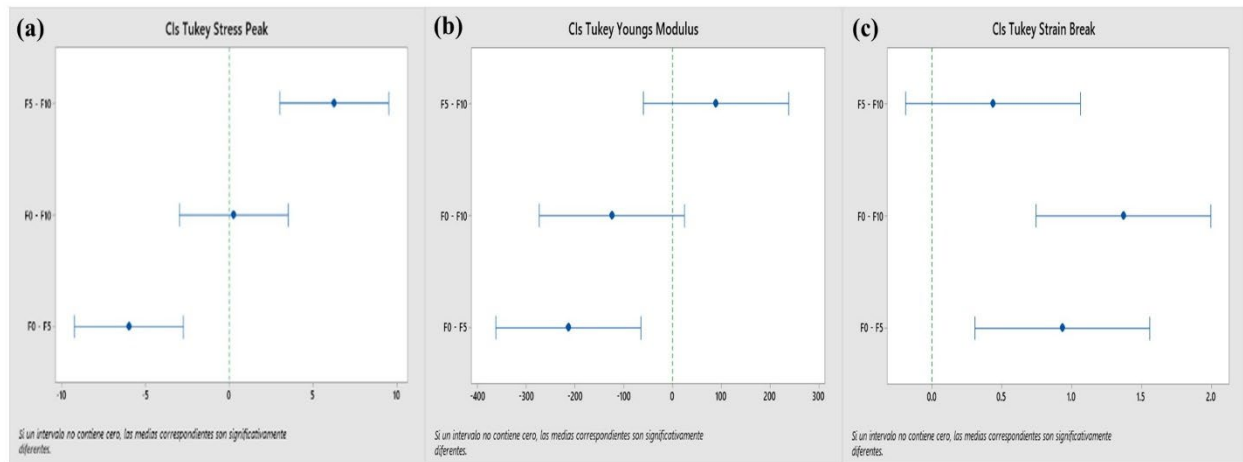 (a)
CIs Tukey Stress Peak
F5 - F10
F0 - F10
F0 - F5
-10 -5 0 5 10
Si un intervalo no contiene cero, las medias correspondientes son significativamente
diferentes.
(b)
CIs Tukey Youngs Modulus
F5 - F10
F0 - F10
F0 - F5
-400 -300 -200 -100 0 100 200 300
Si un intervalo no contiene cero, las medias correspondientes son significativamente
diferentes.
(c)
CIs Tukey Strain Break
F5 - F10
F0 - F10
F0 - F5
0.0 0.5 1.0 1.5 2.0
Si un intervalo no contiene cero, las medias correspondientes son significativamente
diferentes.